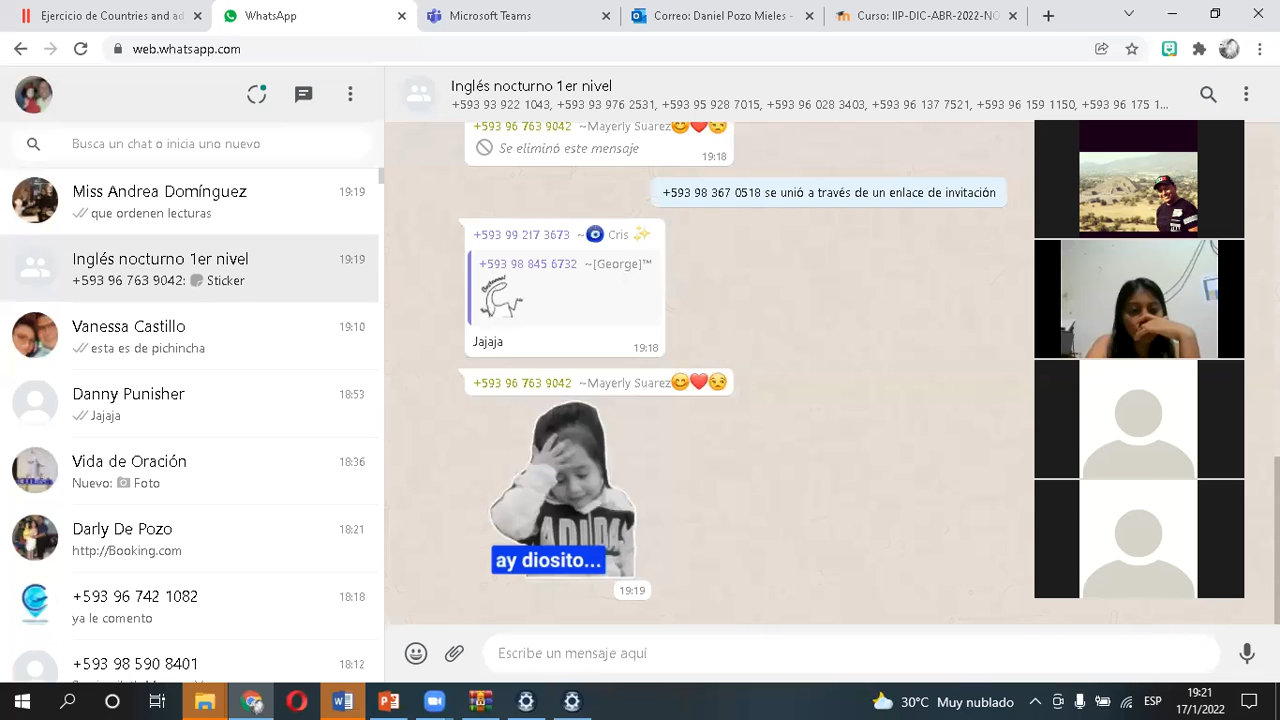 Ejercicio de Countries and ad
WhatsApp
Microsoft Teams
Correo: Daniel Pozo Mieles -
Curso: IIP-DIC-ABR-2022-NO
web.whatsapp.com
Inglés nocturno 1er nivel
+593 93 922 1043, +593 93 976 2531, +593 95 928 7015, +593 96 028 3403, +593 96 137 7521, +593 96 159 1150, +593 96 175 1...
Busca un chat o inicia uno nuevo
Miss Andrea Domínguez
19:19
que ordenen lecturas
Inglés nocturno 1er nivel
19:19
+593 96 763 9042: Sticker
Vanessa Castillo
19:10
esta es de pichincha
Danny Punisher
18:53
Jajaja
Vida de Oración
18:36
Nuevo: Foto
Darly De Pozo
18:21
http://Booking.com
+593 96 742 1082
18:18
ya le comento
+593 98 590 8401
18:12
+593 96 763 9042 ~Mayerly Suarez😊❤️😒
Se eliminó este mensaje
19:18
+593 98 367 0518 se unió a través de un enlace de invitación
+593 99 217 3673 ~🧿 Cris ✨
+593 98 845 6732 ~[George]™
Jajaja
19:18
+593 96 763 9042 ~Mayerly Suarez😊❤️😒
ADIDAS
ay diosito...
19:19
Escribe un mensaje aquí
30°C Muy nublado
ESP
19:21
17/1/2022